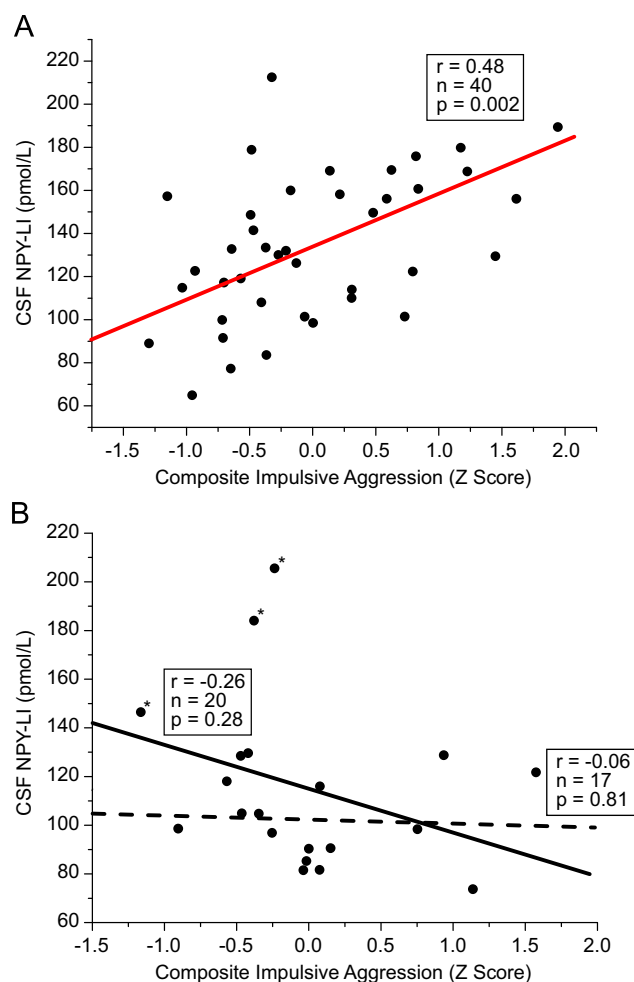 A
220
200
180
160
140
120
100
80
60
CSF NPY-LI (pmol/L)
r = 0.48
n = 40
p = 0.002
-1.5 -1.0 -0.5 0.0 0.5 1.0 1.5 2.0
Composite Impulsive Aggression (Z Score)
B
220
200
180
160
140
120
100
80
60
CSF NPY-LI (pmol/L)
*
*
*
r = -0.26
n = 20
p = 0.28
r = -0.06
n = 17
p = 0.81
-1.5 -1.0 -0.5 0.0 0.5 1.0 1.5 2.0
Composite Impulsive Aggression (Z Score)